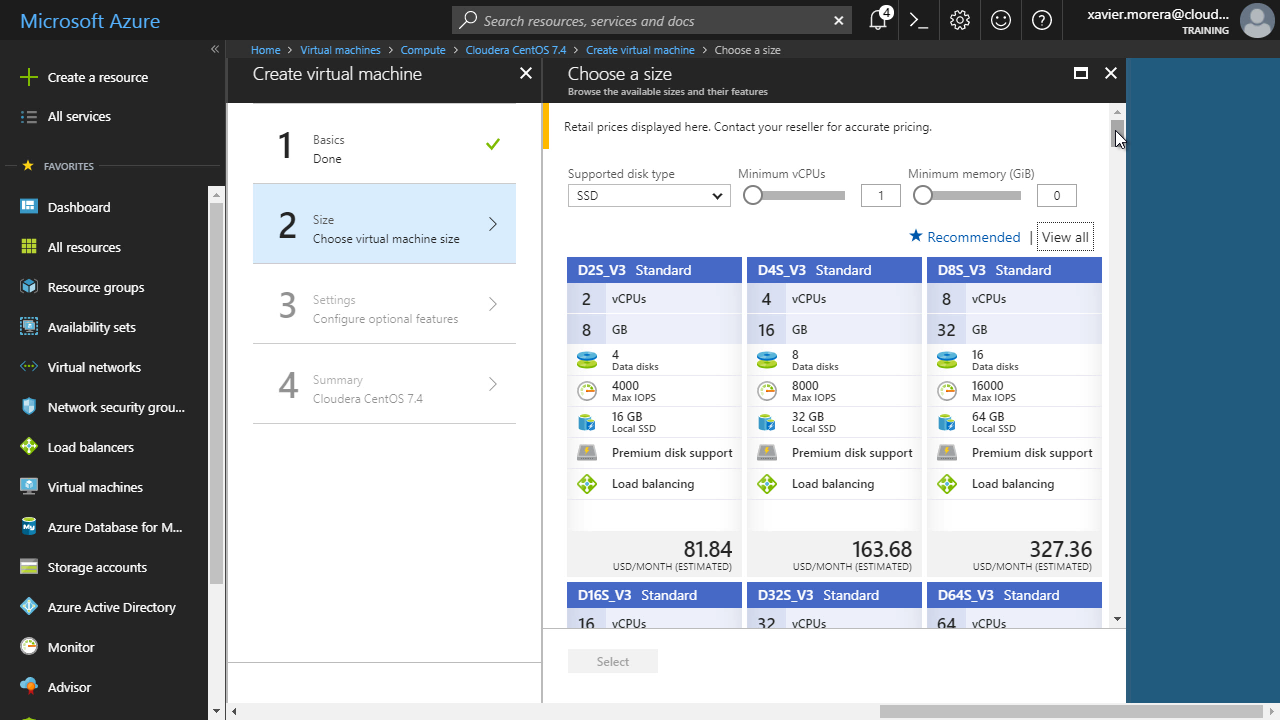 Microsoft Azure
Search resources, services and docs
4
xavier.morera@cloud...
TRAINING
Home
Virtual machines
Compute
Cloudera CentOS 7.4
Create virtual machine
Choose a size
Create a resource
All services
FAVORITES
Dashboard
All resources
Resource groups
Availability sets
Virtual networks
Network security grou...
Load balancers
Virtual machines
Azure Database for M...
Storage accounts
Azure Active Directory
Monitor
Advisor
Create virtual machine
1
Basics
Done
2
Size
Choose virtual machine size
3
Settings
Configure optional features
4
Summary
Cloudera CentOS 7.4
Choose a size
Browse the available sizes and their features
Retail prices displayed here. Contact your reseller for accurate pricing.
Supported disk type
SSD
Minimum vCPUs
1
Minimum memory (GiB)
0
Recommended | View all
D2S_V3 Standard
2 vCPUs
8 GB
4
Data disks
4000
Max IOPS
16 GB
Local SSD
Premium disk support
Load balancing
81.84
USD/MONTH (ESTIMATED)
D4S_V3 Standard
4 vCPUs
16 GB
8
Data disks
8000
Max IOPS
32 GB
Local SSD
Premium disk support
Load balancing
163.68
USD/MONTH (ESTIMATED)
D8S_V3 Standard
8 vCPUs
32 GB
16
Data disks
16000
Max IOPS
64 GB
Local SSD
Premium disk support
Load balancing
327.36
USD/MONTH (ESTIMATED)
D16S_V3 Standard
16 vCPUs
D32S_V3 Standard
32 vCPUs
D64S_V3 Standard
64 vCPUs
Select